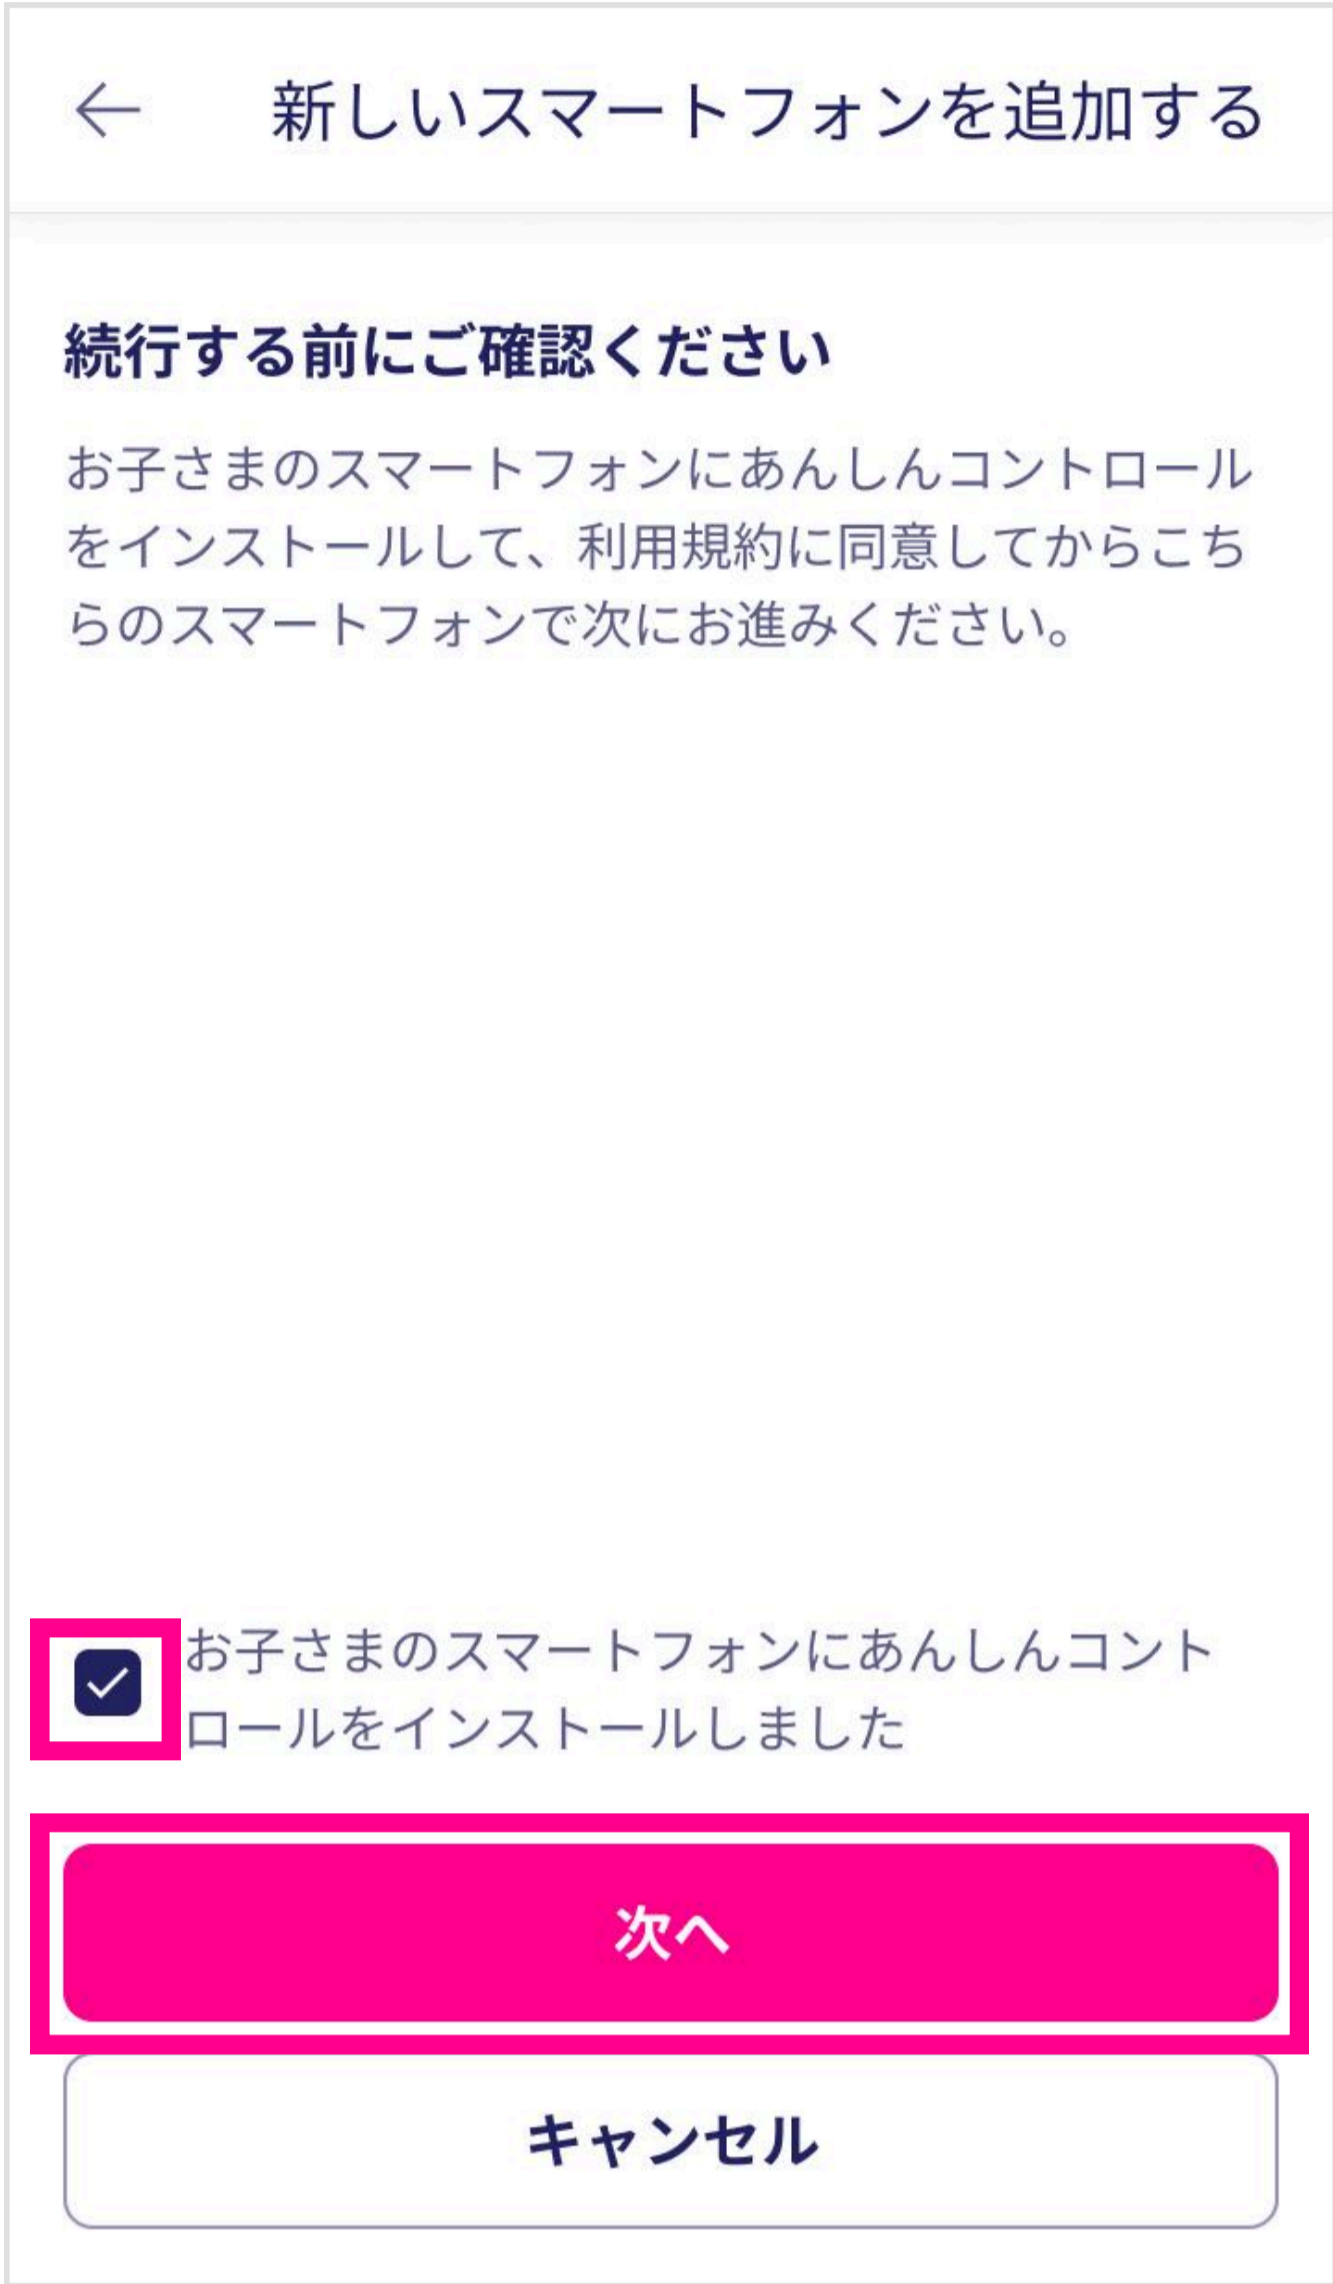 新しいスマートフォンを追加する
続行する前にご確認ください
お子さまのスマートフォンにあんしんコントロール
をインストールして、利用規約に同意してからこち
らのスマートフォンで次にお進みください。
お子さまのスマートフォンにあんしんコント
ロールをインストールしました
次へ
キャンセル